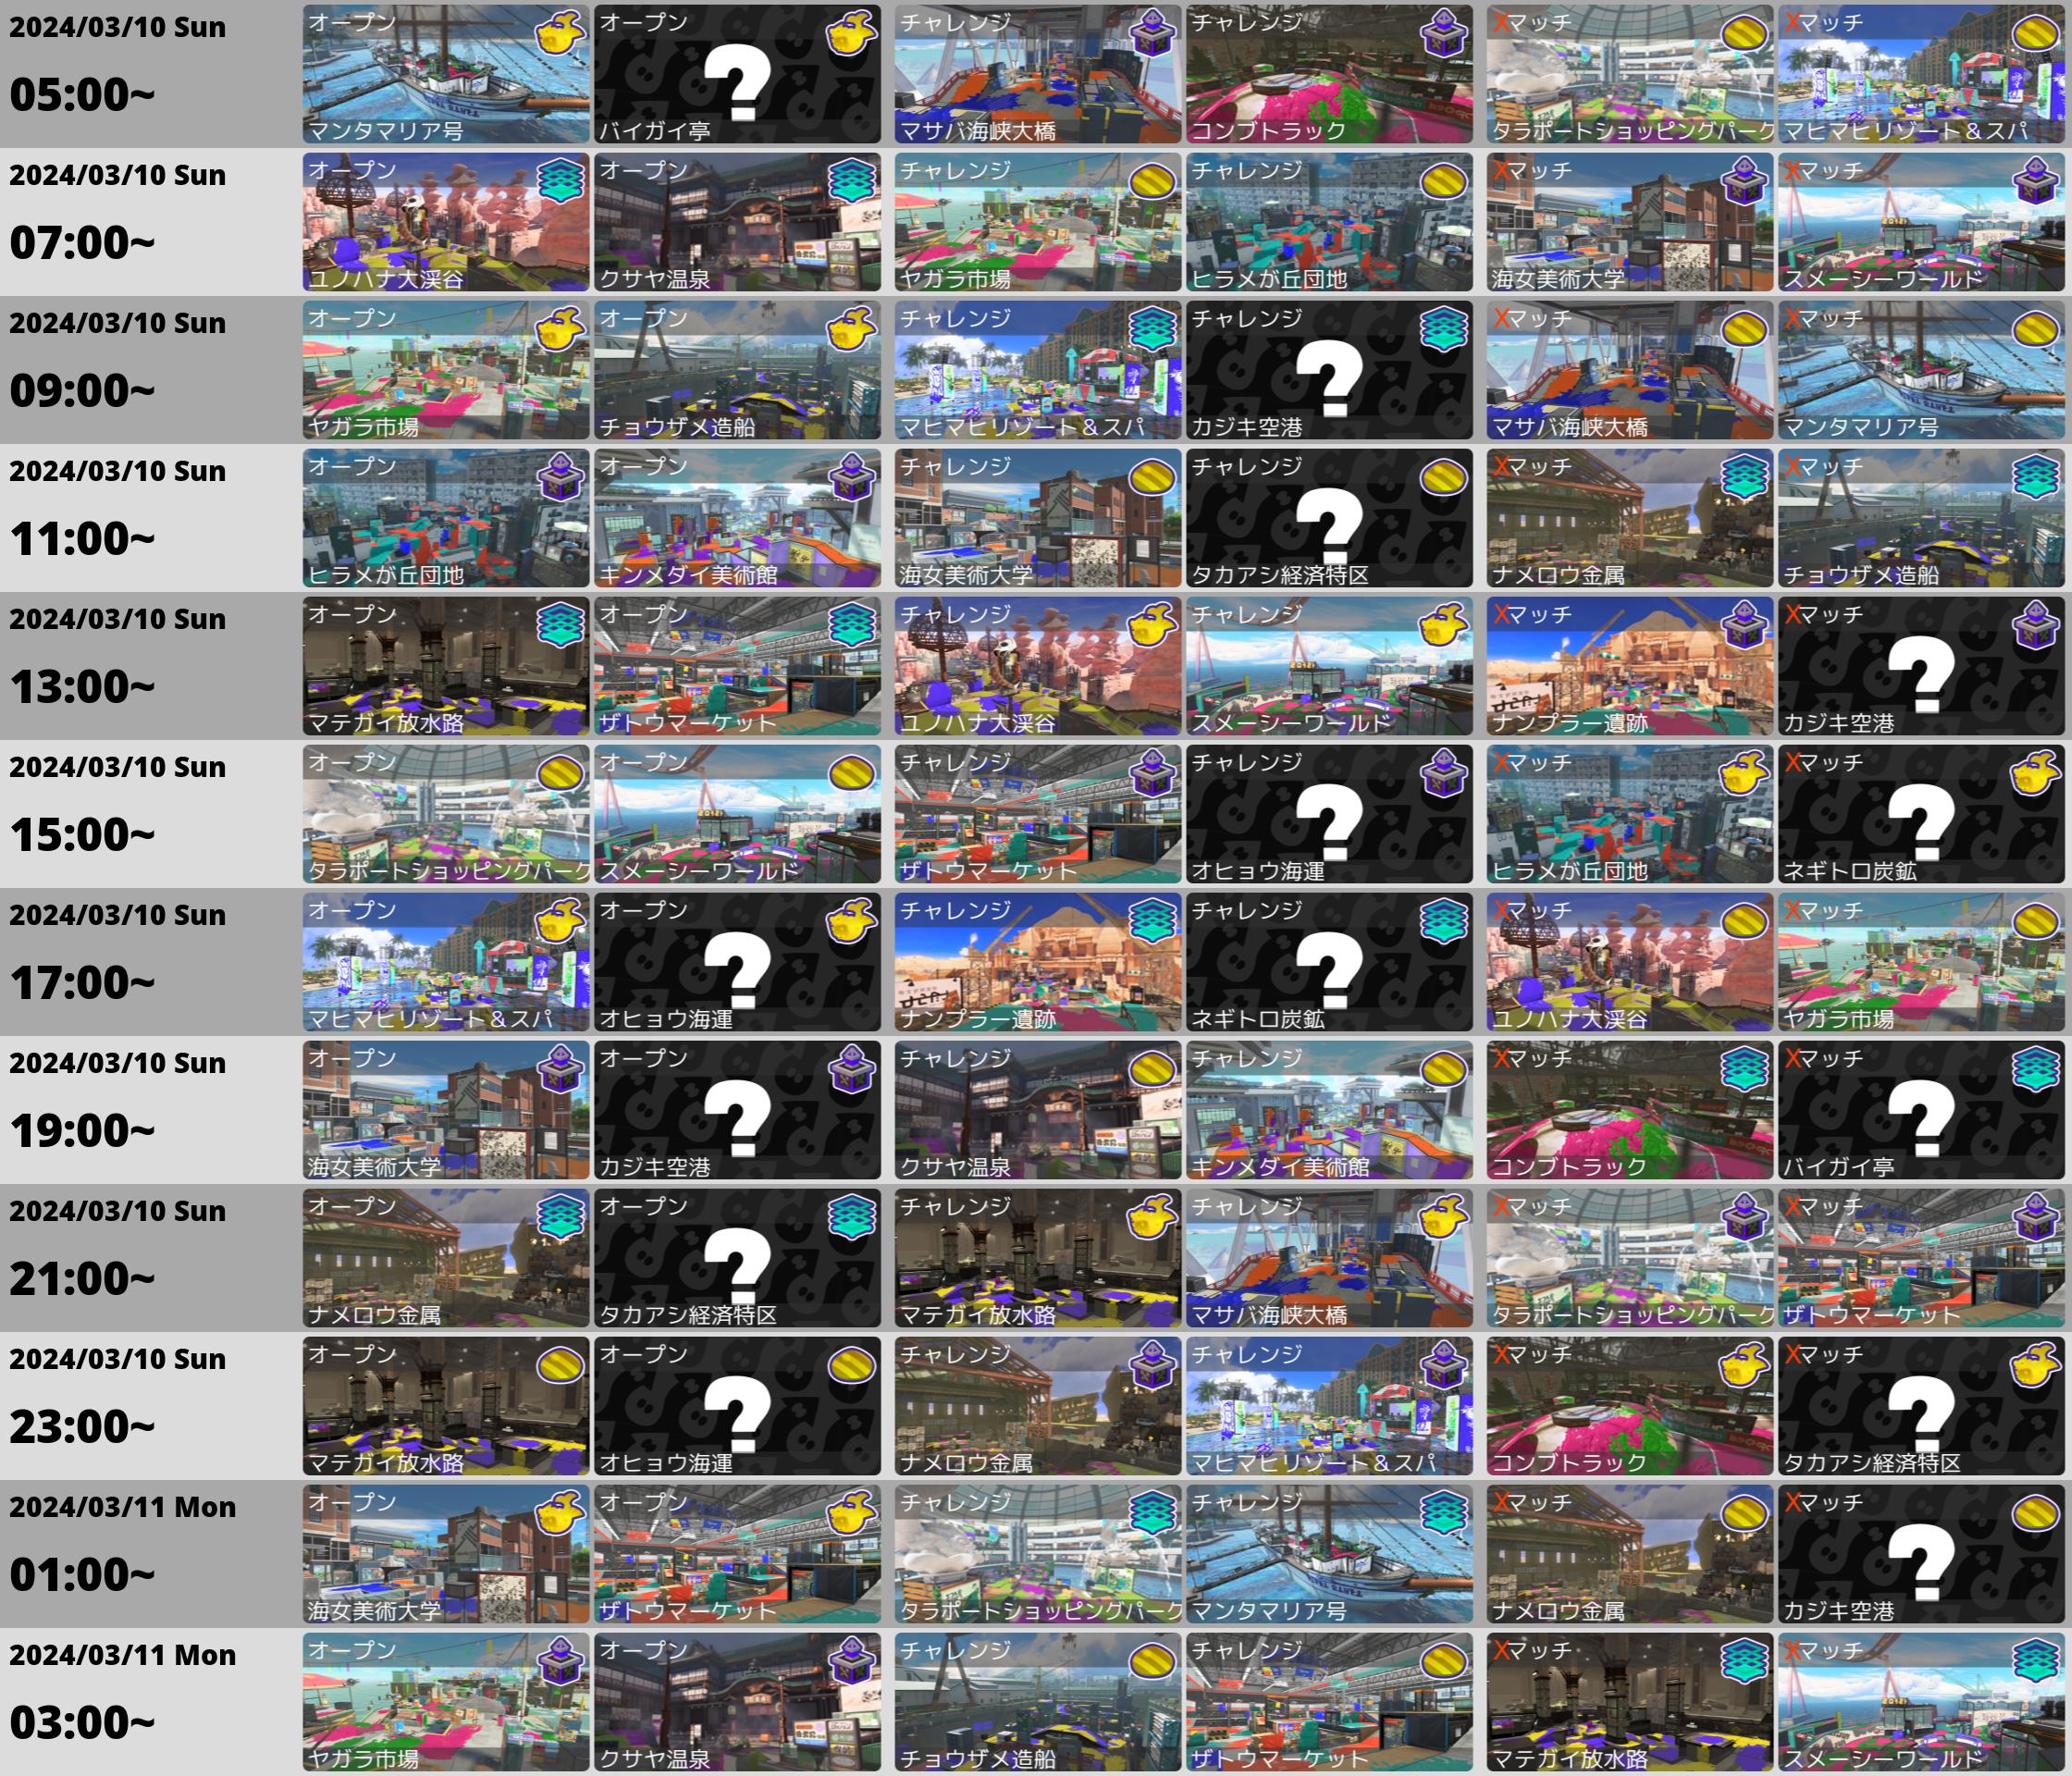 2024/03/10 Sun
05:00~
オープン
マンタマリア号
オープン
バイガイ亭
チャレンジ
マサバ海峡大橋
チャレンジ
コンブトラック
Xマッチ
タラポートショッピングパーク
Xマッチ
マヒマヒリゾート＆スパ
2024/03/10 Sun
07:00~
オープン
ユノハナ大渓谷
オープン
クサヤ温泉
チャレンジ
ヤガラ市場
チャレンジ
ヒラメが丘団地
Xマッチ
海女美術大学
Xマッチ
スメーシーワールド
2024/03/10 Sun
09:00~
オープン
ヤガラ市場
オープン
チョウザメ造船
チャレンジ
マヒマヒリゾート＆スパ
チャレンジ
カジキ空港
Xマッチ
マサバ海峡大橋
Xマッチ
マンタマリア号
2024/03/10 Sun
11:00~
オープン
ヒラメが丘団地
オープン
キンメダイ美術館
チャレンジ
海女美術大学
チャレンジ
タカアシ経済特区
Xマッチ
ナメロウ金属
Xマッチ
チョウザメ造船
2024/03/10 Sun
13:00~
オープン
マテガイ放水路
オープン
ザトウマーケット
チャレンジ
ユノハナ大渓谷
チャレンジ
スメーシーワールド
Xマッチ
ナンプラー遺跡
Xマッチ
カジキ空港
2024/03/10 Sun
15:00~
オープン
タラポートショッピングパーク
オープン
スメーシーワールド
チャレンジ
ザトウマーケット
チャレンジ
オヒョウ海運
Xマッチ
ヒラメが丘団地
Xマッチ
ネギトロ炭鉱
2024/03/10 Sun
17:00~
オープン
マヒマヒリゾート＆スパ
オープン
オヒョウ海運
チャレンジ
ナンプラー遺跡
チャレンジ
ネギトロ炭鉱
Xマッチ
ユノハナ大渓谷
Xマッチ
ヤガラ市場
2024/03/10 Sun
19:00~
オープン
海女美術大学
オープン
カジキ空港
チャレンジ
クサヤ温泉
チャレンジ
キンメダイ美術館
Xマッチ
コンブトラック
Xマッチ
バイガイ亭
2024/03/10 Sun
21:00~
オープン
ナメロウ金属
オープン
タカアシ経済特区
チャレンジ
マテガイ放水路
チャレンジ
マサバ海峡大橋
Xマッチ
タラポートショッピングパーク
Xマッチ
ザトウマーケット
2024/03/10 Sun
23:00~
オープン
マテガイ放水路
オープン
オヒョウ海運
チャレンジ
ナメロウ金属
チャレンジ
マヒマヒリゾート＆スパ
Xマッチ
コンブトラック
Xマッチ
タカアシ経済特区
2024/03/11 Mon
01:00~
オープン
海女美術大学
オープン
ザトウマーケット
チャレンジ
タラポートショッピングパーク
チャレンジ
マンタマリア号
Xマッチ
ナメロウ金属
Xマッチ
カジキ空港
2024/03/11 Mon
03:00~
オープン
ヤガラ市場
オープン
クサヤ温泉
チャレンジ
チョウザメ造船
チャレンジ
ザトウマーケット
Xマッチ
マテガイ放水路
Xマッチ
スメーシーワールド